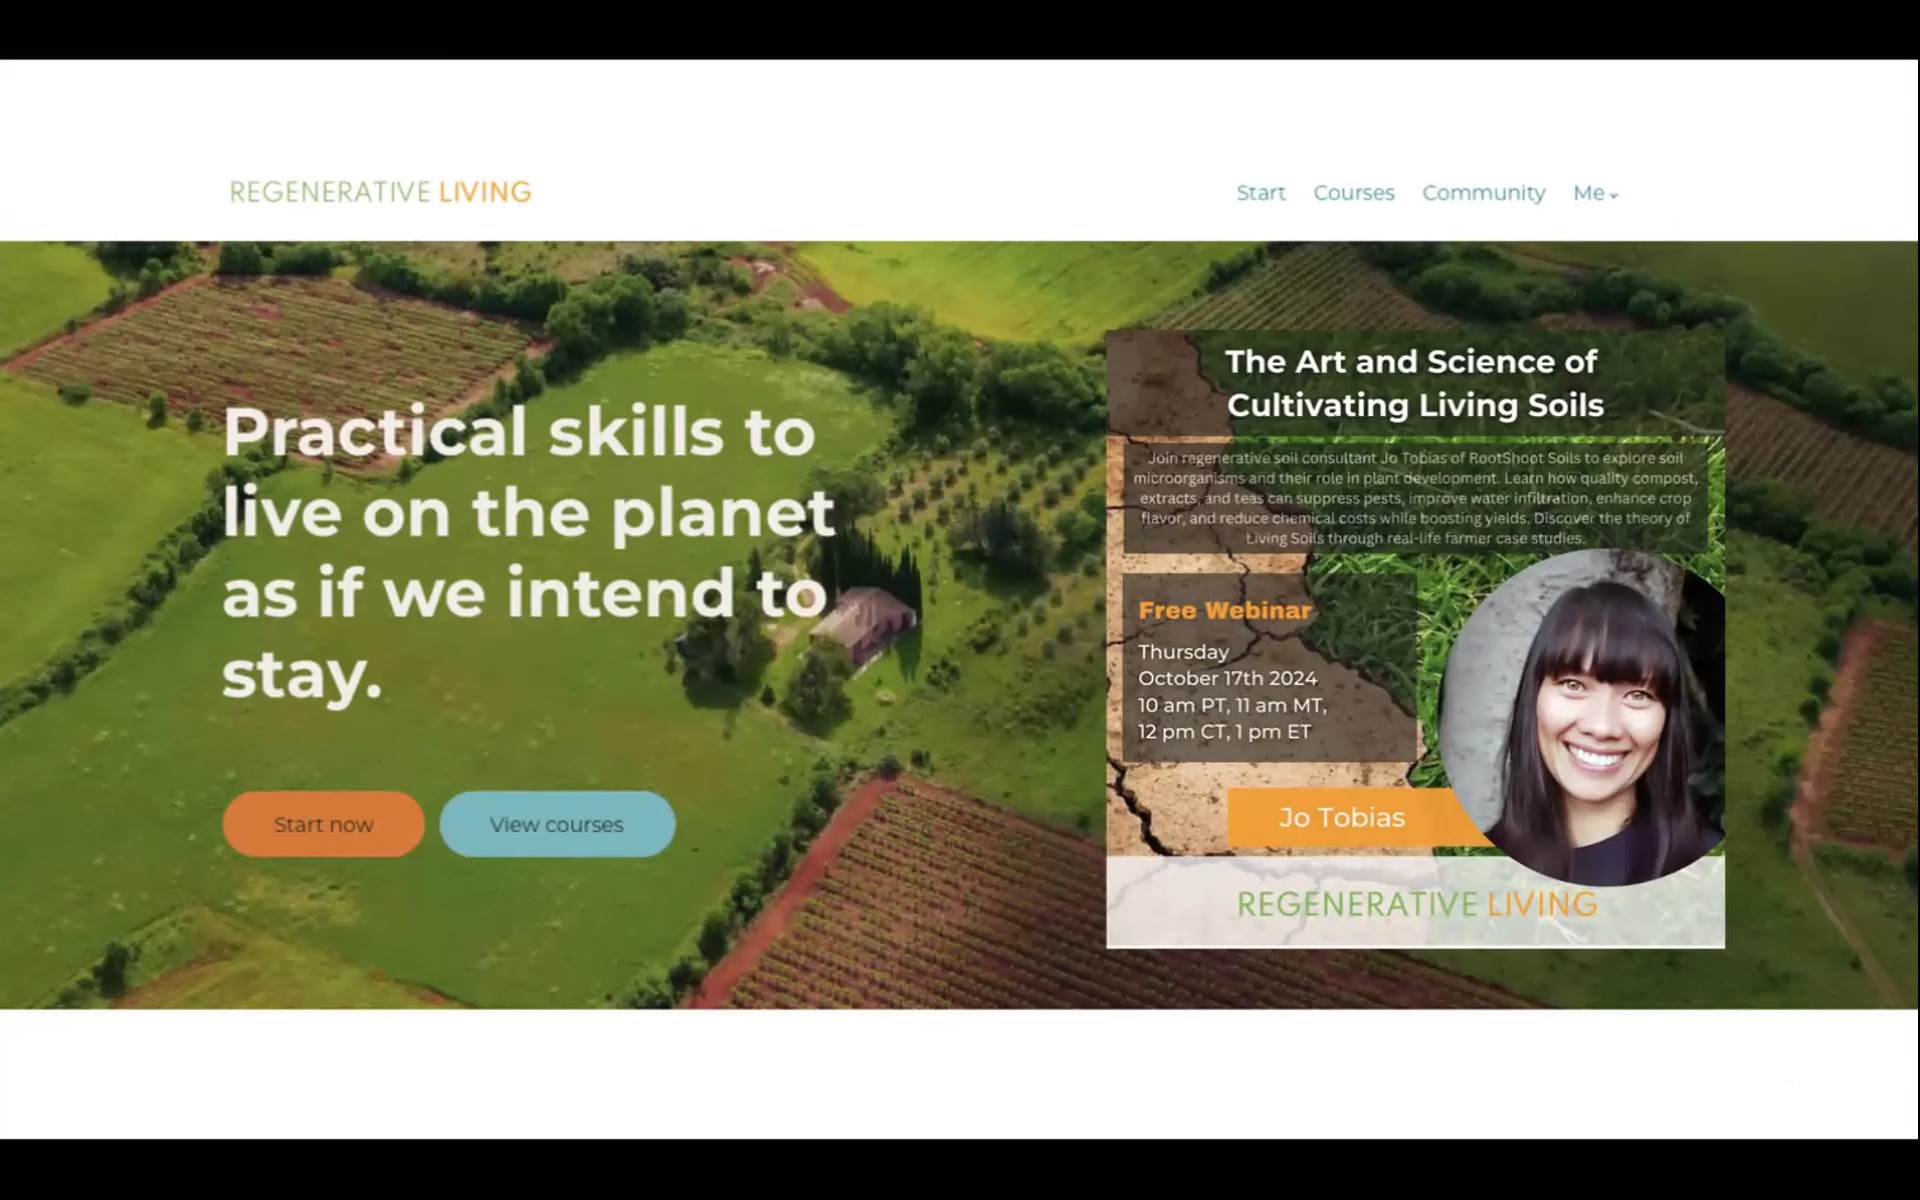 REGENERATIVE LIVING
Start Courses Community Me
Practical skills to
live on the planet
as if we intend to
stay.
Start now View courses
The Art and Science of
Cultivating Living Soils
Join regenerative soil consultant Jo Tobias of RootShoot Soils to explore soil
microorganisms and their role in plant development. Learn how quality compost,
extracts, and teas can suppress pests, improve water infiltration, enhance crop
flavor, and reduce chemical costs while boosting yields. Discover the theory of
Living Soils through real-life farmer case studies.
Free Webinar
Thursday
October 17th 2024
10 am PT, 11 am MT,
12 pm CT, 1 pm ET
Jo Tobias
REGENERATIVE LIVING